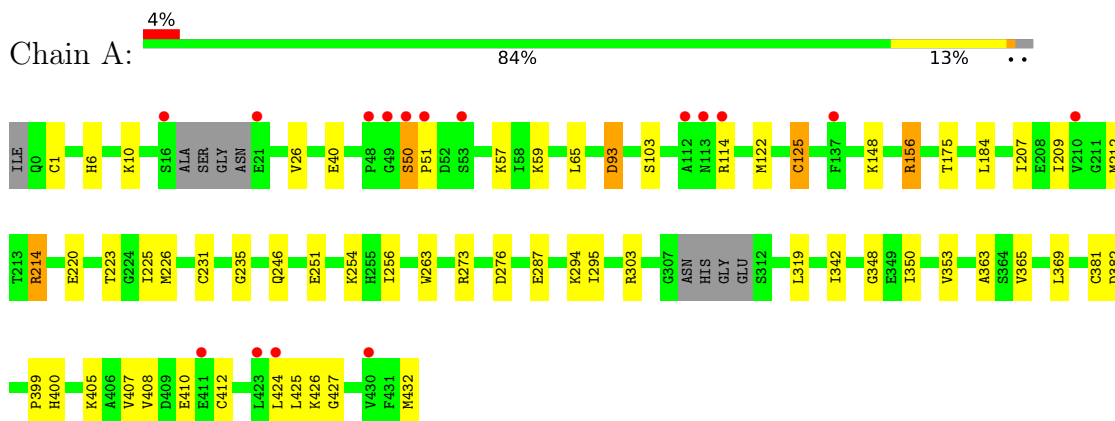 4%
Chain A:
84% 13% ••
ILE Q0 C1 H6 K10 S16 ALA SER GLY ASN E21 V26 E40 P48 G49 S50 P51 D52 S53 K57 I58 K59 L65 D93 S103 A112 N113 R114 M122 C125 F137 K148 R156 T175 L184 I207 E208 I209 V210 G211 M212
T213 R214 E220 T223 G224 I225 M226 C231 G235 Q246 E251 K254 H255 I256 W263 R273 D276 E287 K294 I295 R303 G307 ASN HIS GLY GLU S312 L319 I342 G348 E349 I350 V353 A363 S364 V365 L369 C381
P399 H400 K405 A406 V407 V408 D409 E410 E411 C412 L423 L424 L425 K426 G427 V430 F431 M432